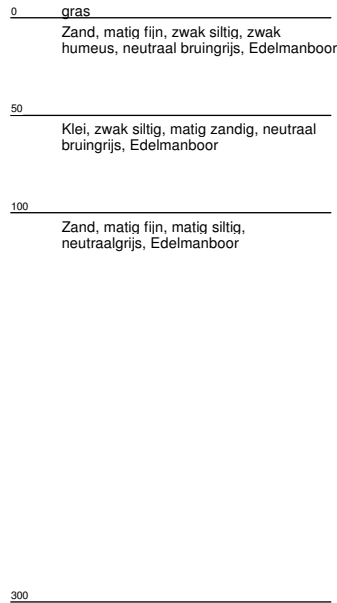 0 gras
Zand, matig fijn, zwak siltig, zwak
humeus, neutraal bruingrijs, Edelmanboor
50
Klei, zwak siltig, matig zandig, neutraal
bruingrijs, Edelmanboor
100
Zand, matig fijn, matig siltig,
neutraalgrijs, Edelmanboor
300